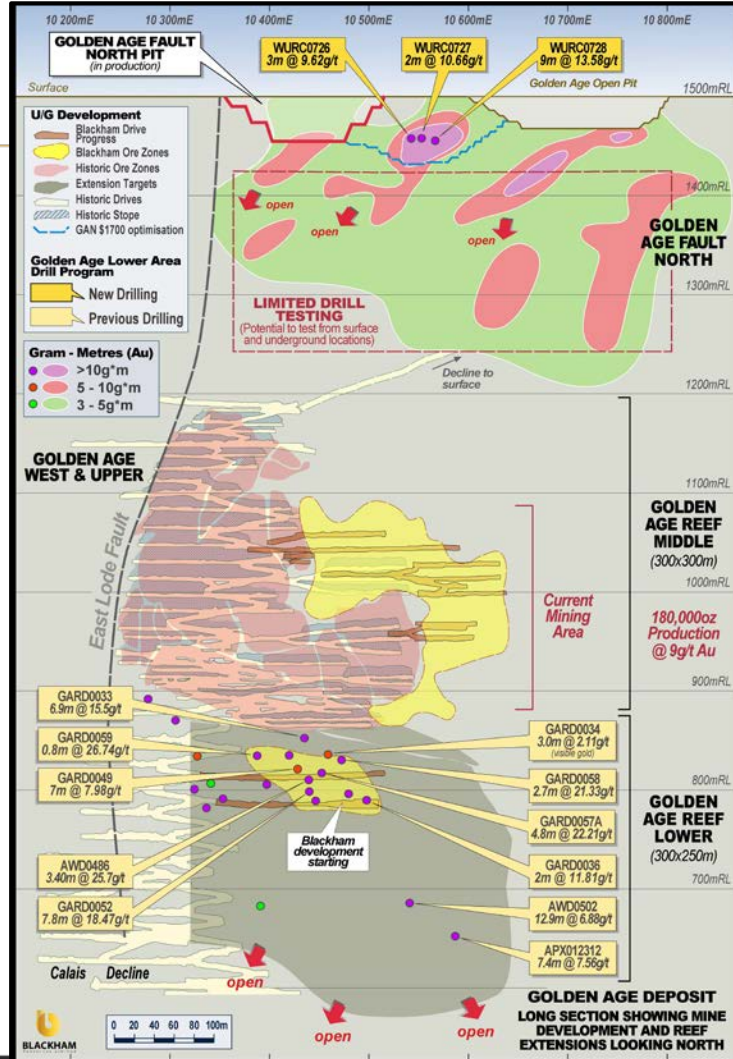 10 200mE
10 300mE
10 400mE
10 500mE
10 600mE
10 700mE
10 800mE
GOLDEN AGE FAULT
NORTH PIT
(in production)
WURC0726
3m @ 9.62g/t
WURC0727
2m @ 10.66g/t
WURC0728
9m @ 13.58g/t
Surface
Golden Age Open Pit
1500mRL
U/G Development
Blackham Drive
Progress
Blackham Ore Zones
Historic Ore Zones
Extension Targets
Historic Drives
Historic Stope
GAN $1700 optimisation
Golden Age Lower Area
Drill Program
New Drilling
Previous Drilling
Gram - Metres (Au)
>10g*m
5 - 10g*m
3 - 5g*m
1400mRL
open
open
open
GOLDEN
AGE FAULT
NORTH
LIMITED DRILL
TESTING
(Potential to test from surface
and underground locations)
1300mRL
Decline to
surface
1200mRL
GOLDEN AGE
WEST & UPPER
East Lode Fault
1100mRL
GOLDEN
AGE REEF
MIDDLE
(300x300m)
1000mRL
Current
Mining
Area
180,000oz
Production
@ 9g/t Au
900mRL
GARD0033
6.9m @ 15.5g/t
GARD0059
0.8m @ 26.74g/t
GARD0049
7m @ 7.98g/t
AWD0486
3.40m @ 25.7g/t
GARD0052
7.8m @ 18.47g/t
GARD0034
3.0m @ 2.11g/t
(visible gold)
GARD0058
2.7m @ 21.33g/t
GARD0057A
4.8m @ 22.21g/t
GARD0036
2m @ 11.81g/t
AWD0502
12.9m @ 6.88g/t
APX012312
7.4m @ 7.56g/t
800mRL
GOLDEN
AGE REEF
LOWER
(300x250m)
Blackham
development
starting
700mRL
Calais Decline
open
open
open
BLACKHAM
0 20 40 60 80 100m
GOLDEN AGE DEPOSIT
LONG SECTION SHOWING MINE
DEVELOPMENT AND REEF
EXTENSIONS LOOKING NORTH